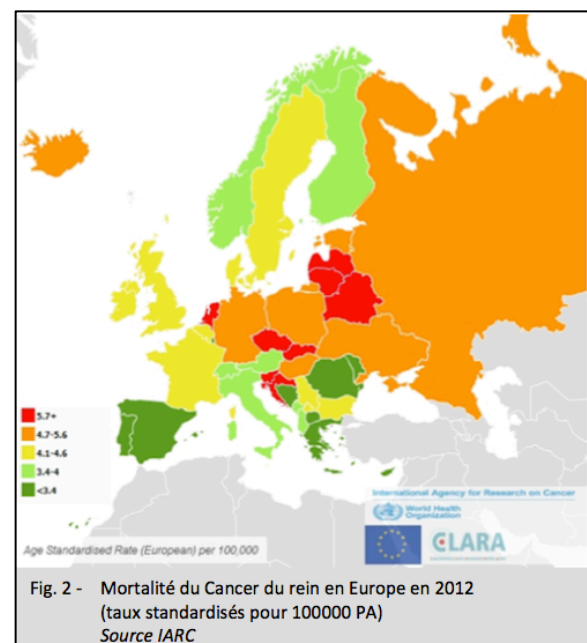 5.7+
4.7-5.6
4.1-4.6
3.4-4
<3.4
International Agency for Research on Cancer
World Health
Organization
CLARA
Age Standardised Rate (European) per 100,000
Fig. 2 - Mortalité du Cancer du rein en Europe en 2012
(taux standardisés pour 100000 PA)
Source IARC